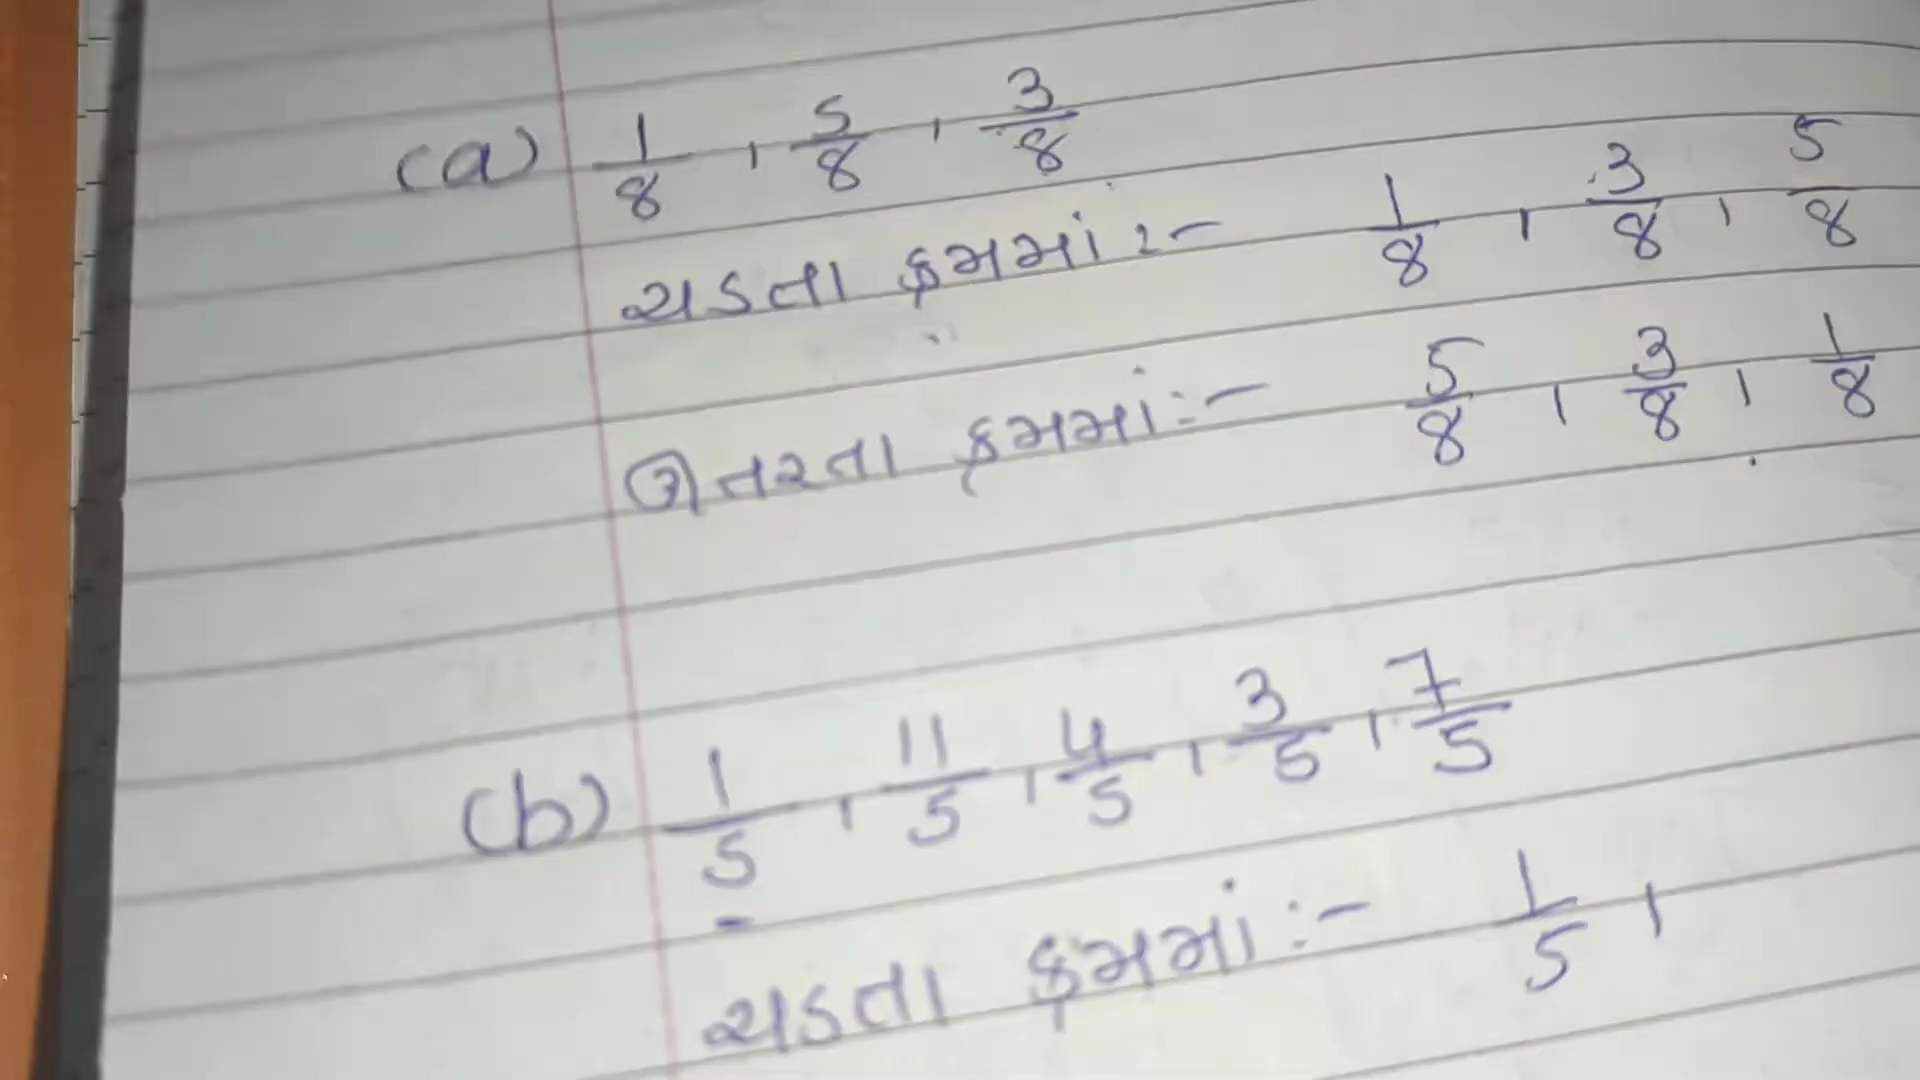 (a) 1/8 , 5/8 , 3/8
ચડતા ક્રમમાં :- 1/8 , 3/8 , 5/8
ઊતરતા ક્રમમાં :- 5/8 , 3/8 , 1/8
(b) 1/5 , 11/5 , 4/5 , 3/5 , 7/5
ચડતા ક્રમમાં :- 1/5 ,